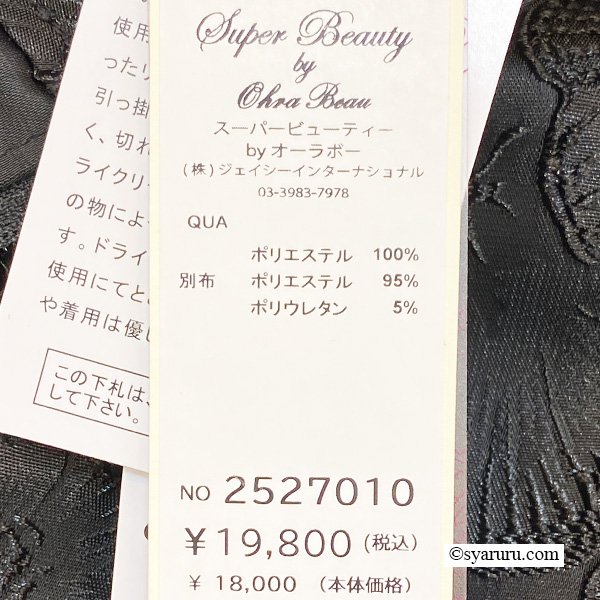 Super Beauty
by
Ohra Beau
スーパービューティー
by オーラボー
(株)ジェイシーインターナショナル
03-3983-7978
QUA
ポリエステル 100%
別布 ポリエステル 95%
ポリウレタン 5%
NO 2527010
¥19,800 (税込)
¥ 18,000 (本体価格)
使用
ったり
引っ掛
く、切れ
ライクリー
の物によっ
す。ドライ
使用にてと
や着用は優し
この下札は、
して下さい。
©syaruru.com